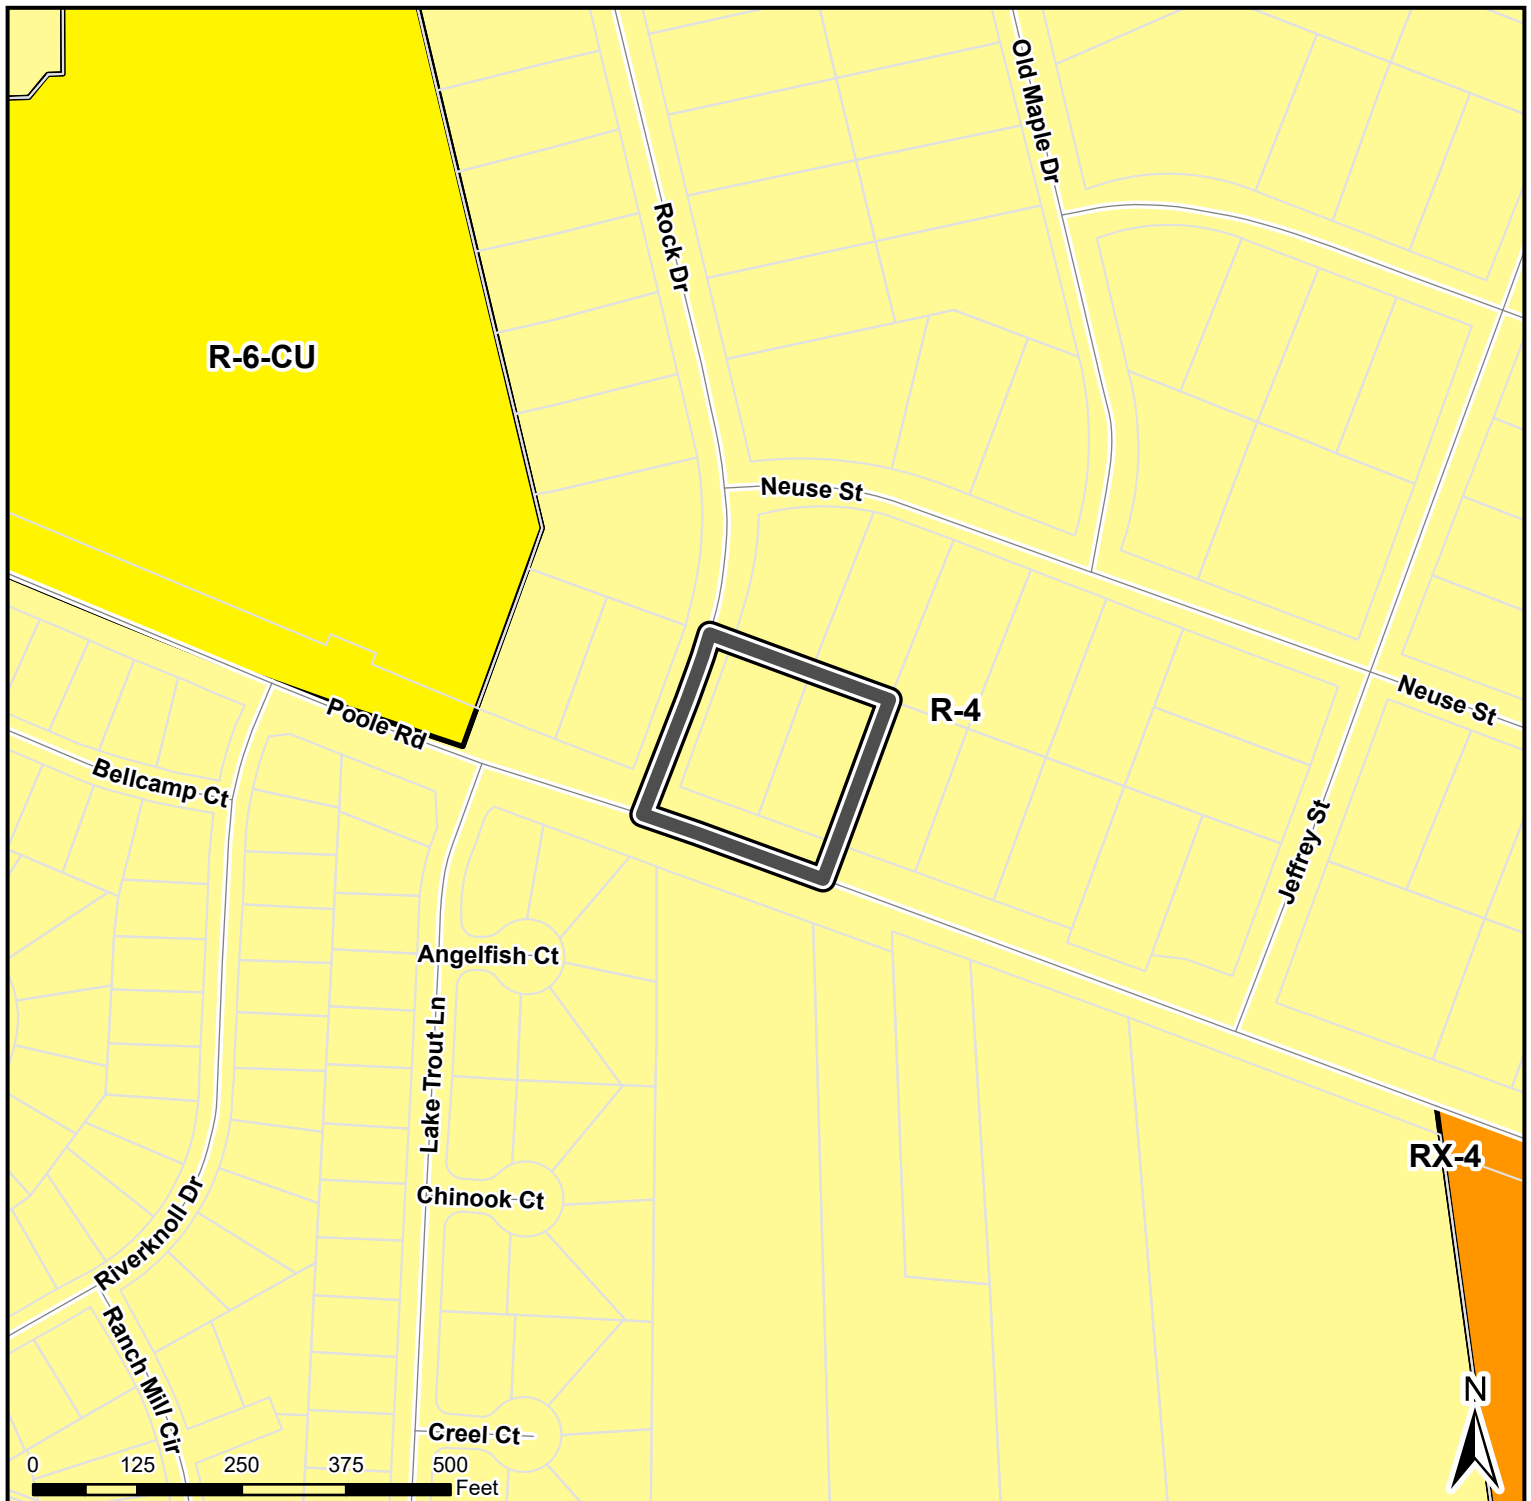 Old Maple Dr
Rock Dr
R-6-CU
Neuse St
Neuse St
R-4
Poole Rd
Bellcamp Ct
Jeffrey St
Angelfish Ct
Lake Trout Ln
RX-4
Chinook Ct
Riverknoll Dr
Ranch Mill Cir
N
Creel Ct
0 125 250 375 500
Feet